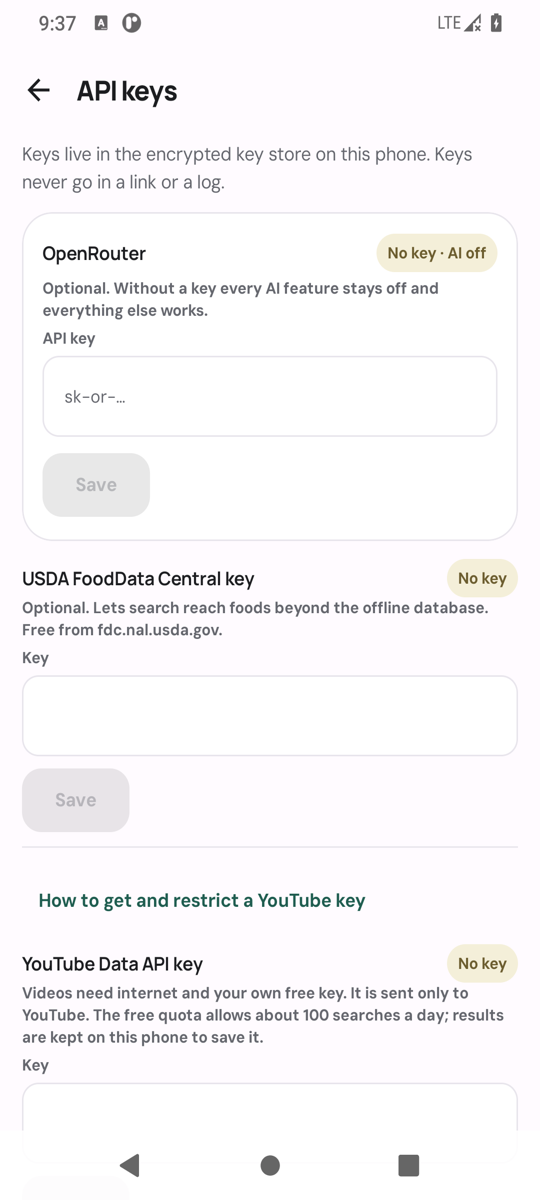 9:37
LTE
API keys
Keys live in the encrypted key store on this phone. Keys
never go in a link or a log.
OpenRouter
No key · AI off
Optional. Without a key every AI feature stays off and
everything else works.
API key
sk-or-…
Save
USDA FoodData Central key
No key
Optional. Lets search reach foods beyond the offline database.
Free from fdc.nal.usda.gov.
Key
Save
How to get and restrict a YouTube key
YouTube Data API key
No key
Videos need internet and your own free key. It is sent only to
YouTube. The free quota allows about 100 searches a day; results
are kept on this phone to save it.
Key